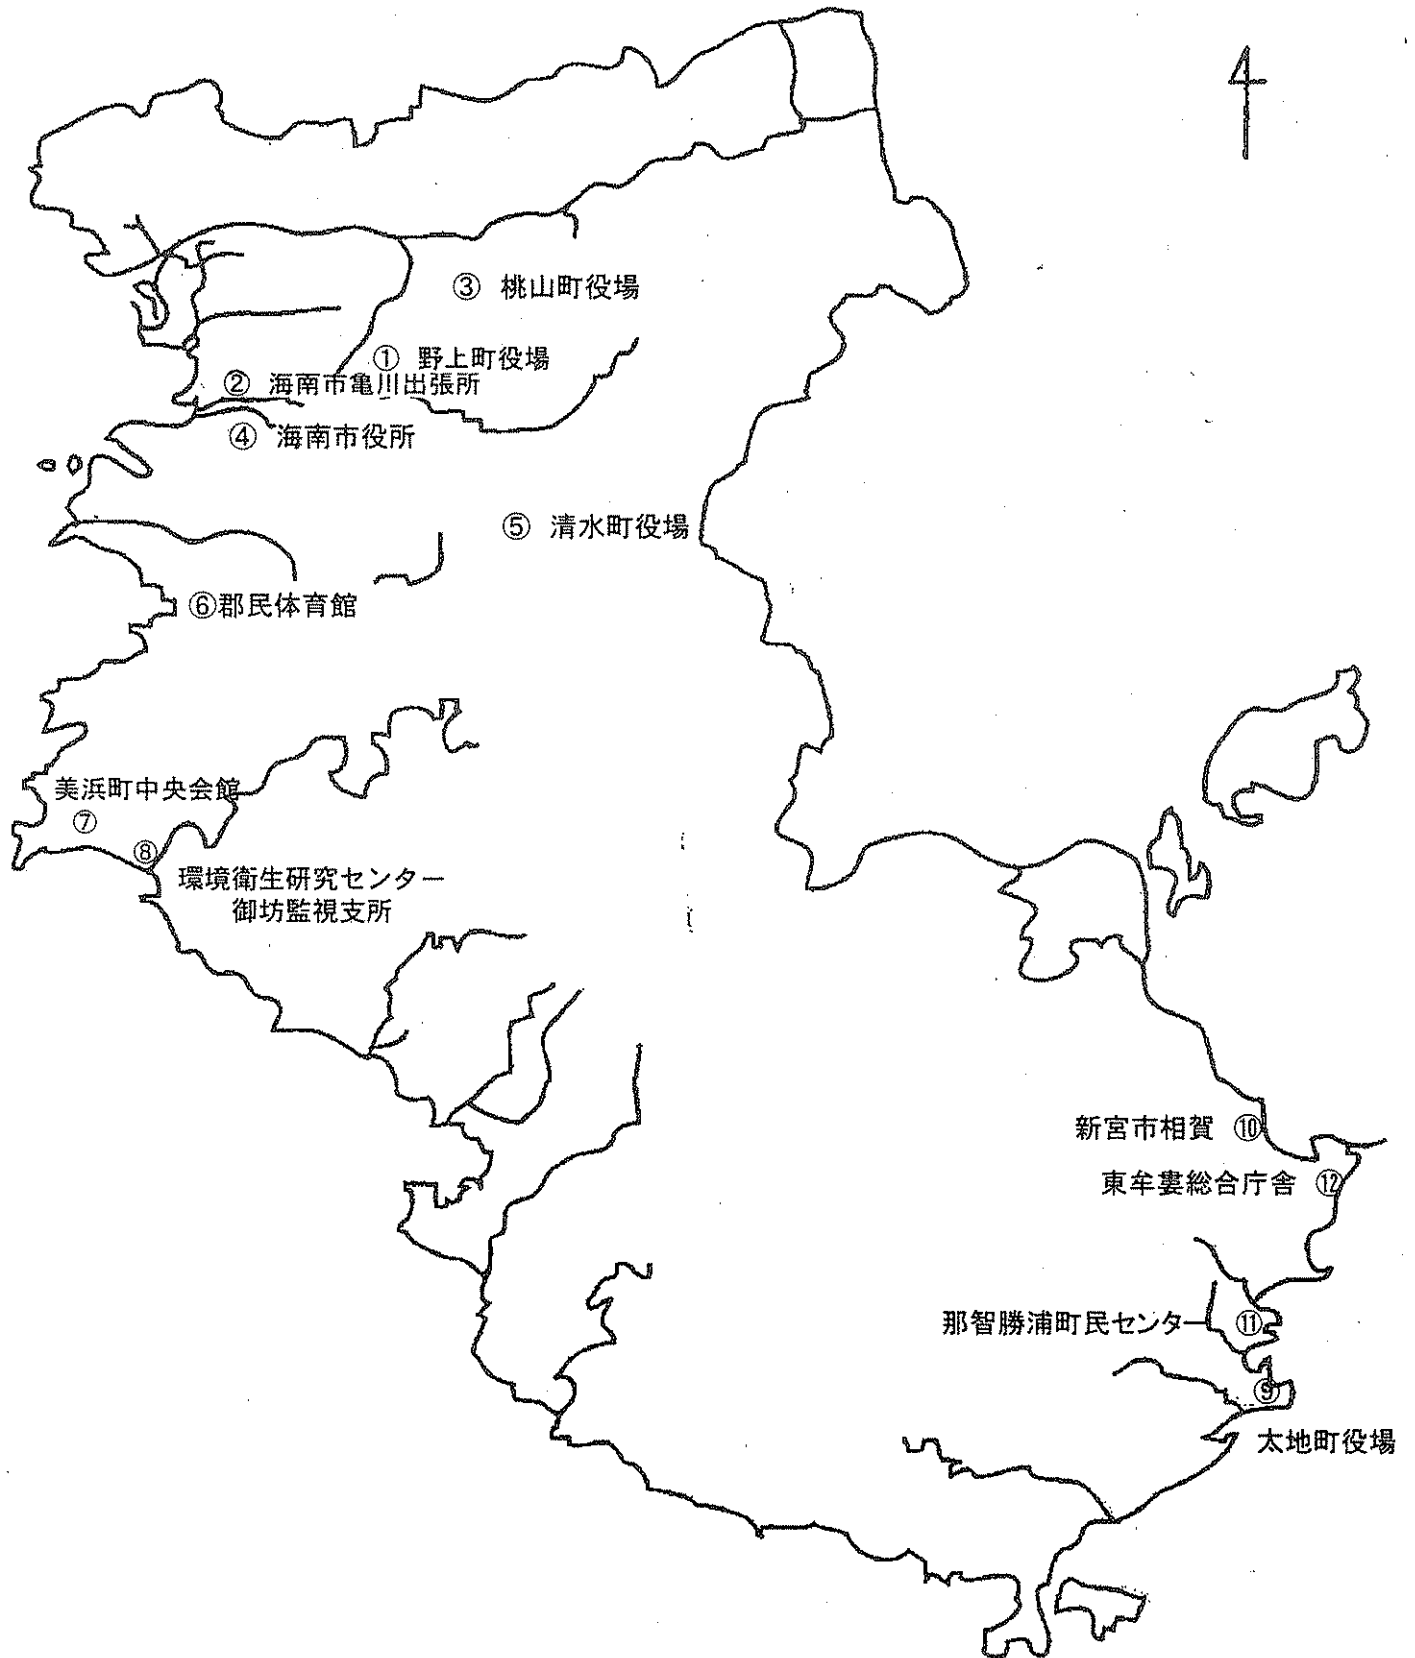 ③ 桃山町役場
① 野上町役場
② 海南市亀川出張所
④ 海南市役所
⑤ 清水町役場
⑥郡民体育館
美浜町中央会館
⑦
⑧
環境衛生研究センター
御坊監視支所
新宮市相賀 ⑩
東牟婁総合庁舎 ⑫
那智勝浦町民センター ⑪
⑨
太地町役場